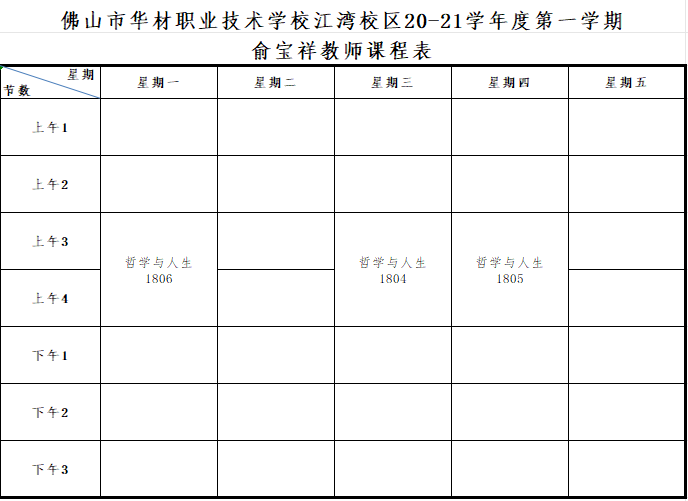 佛山市华材职业技术学校江湾校区20-21学年度第一学期
俞宝祥教师课程表
星期
节数
星期一 星期二 星期三 星期四 星期五
上午1
上午2
上午3
哲学与人生 哲学与人生 哲学与人生
1806 1804 1805
上午4
下午1
下午2
下午3